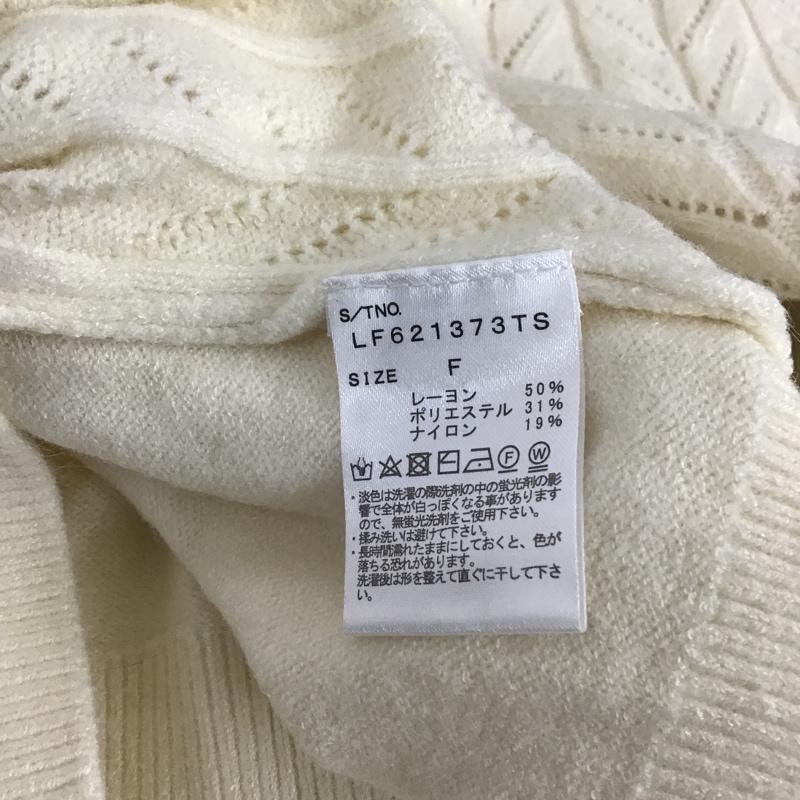 S/TNO.
LF621373TS
SIZE F
レーヨン 50%
ポリエステル 31%
ナイロン 19%
F W
・淡色は洗濯の際洗剤の中の蛍光剤の影
響で全体が白っぽくなる事があります
ので、無蛍光洗剤をご使用下さい。
・揉み洗いは避けて下さい。
・長時間濡れたままにしておくと、色が
落ちる恐れがあります。
洗濯後は形を整えて直ぐに干して下さ
い。